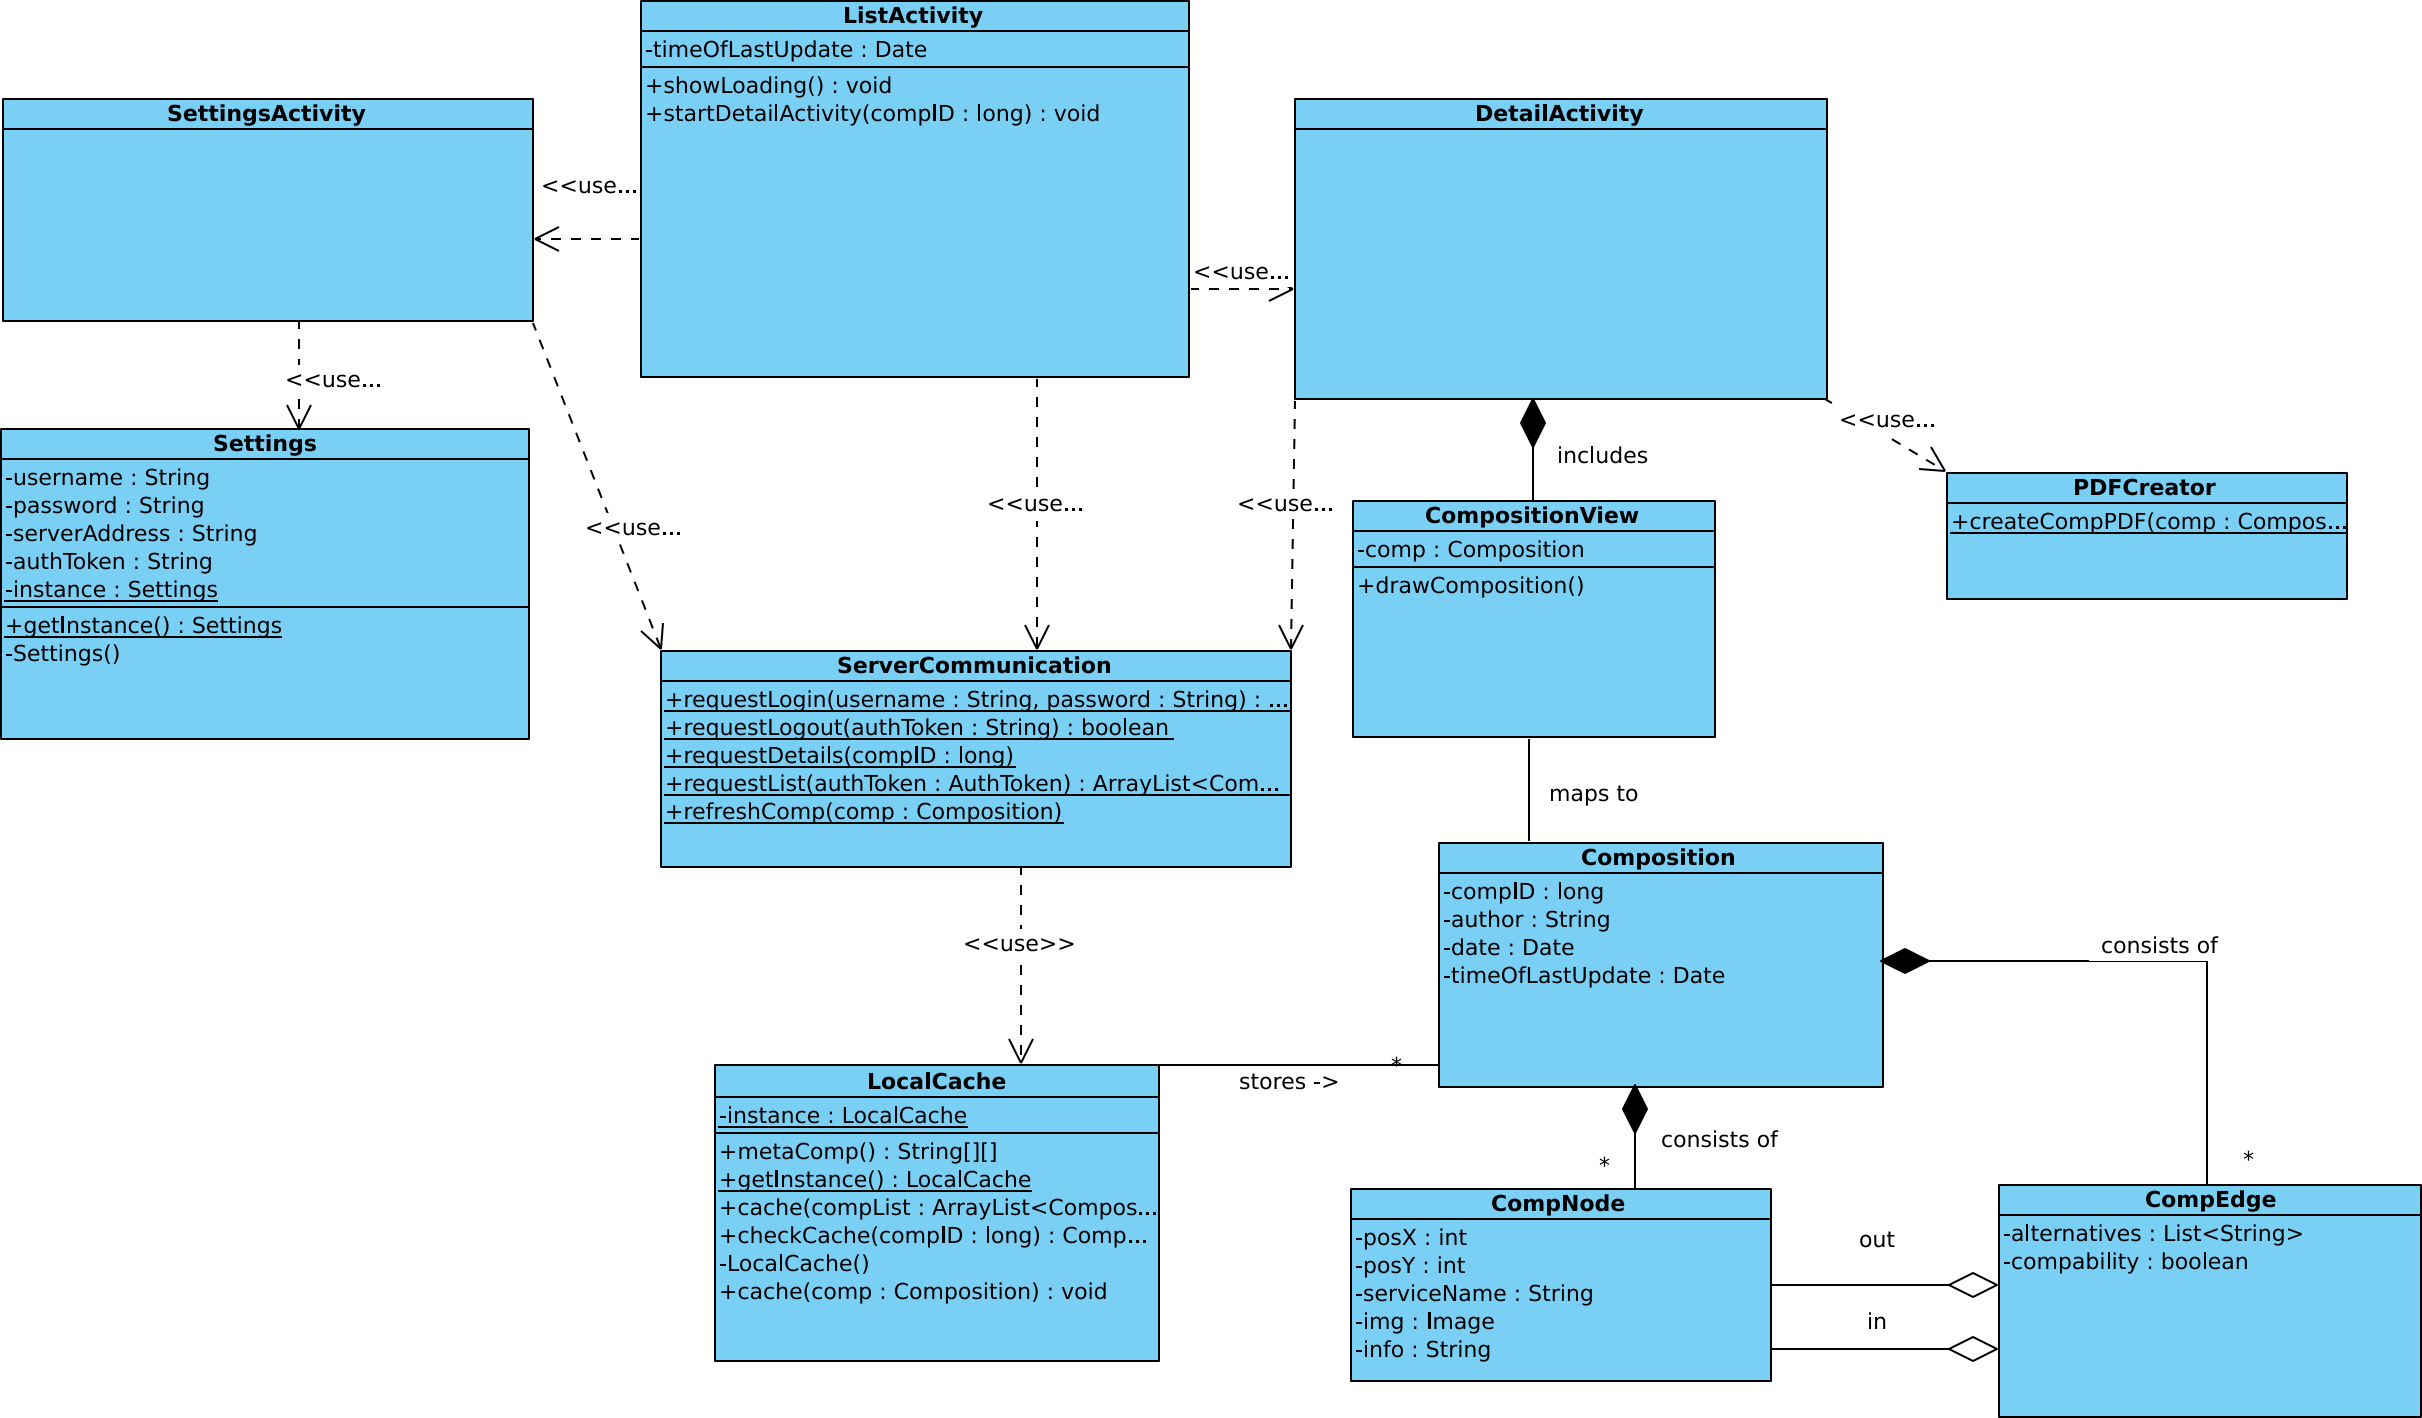 ListActivity
-timeOfLastUpdate : Date
+showLoading() : void
+startDetailActivity(compID : long) : void
SettingsActivity
DetailActivity
<<use...
<<use...
<<use...
<<use...
<<use...
<<use...
<<use...
includes
Settings
-username : String
-password : String
-serverAddress : String
-authToken : String
-instance : Settings
+getInstance() : Settings
-Settings()
PDFCreator
+createCompPDF(comp : Compos...
CompositionView
-comp : Composition
+drawComposition()
ServerCommunication
+requestLogin(username : String, password : String) : ...
+requestLogout(authToken : String) : boolean
+requestDetails(compID : long)
+requestList(authToken : AuthToken) : ArrayList<Com...
+refreshComp(comp : Composition)
maps to
Composition
-compID : long
-author : String
-date : Date
-timeOfLastUpdate : Date
<<use>>
consists of
*
stores ->
*
LocalCache
-instance : LocalCache
+metaComp() : String[][]
+getInstance() : LocalCache
+cache(compList : ArrayList<Compos...
+checkCache(compID : long) : Comp...
-LocalCache()
+cache(comp : Composition) : void
consists of
*
CompNode
-posX : int
-posY : int
-serviceName : String
-img : Image
-info : String
out
in
CompEdge
-alternatives : List<String>
-compability : boolean